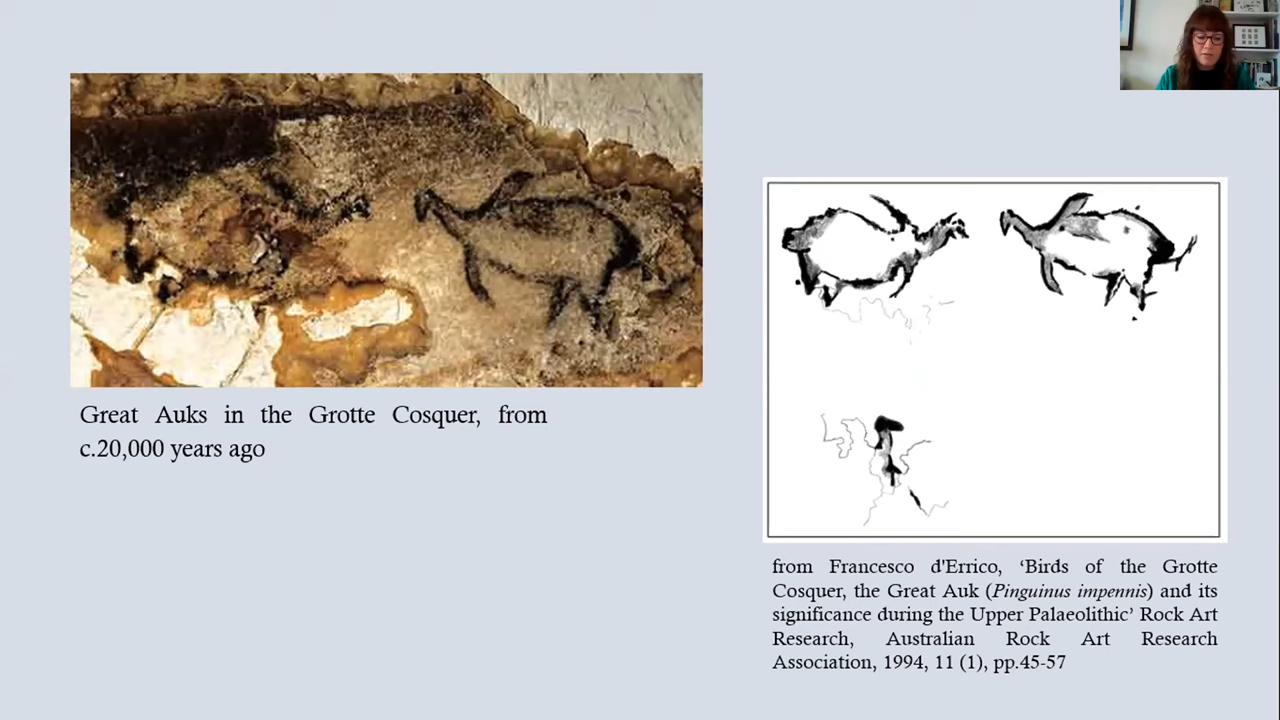 Great Auks in the Grotte Cosquer, from
c.20,000 years ago
from Francesco d'Errico, ‘Birds of the Grotte
Cosquer, the Great Auk (Pinguinus impennis) and its
significance during the Upper Palaeolithic’ Rock Art
Research, Australian Rock Art Research
Association, 1994, 11 (1), pp.45-57